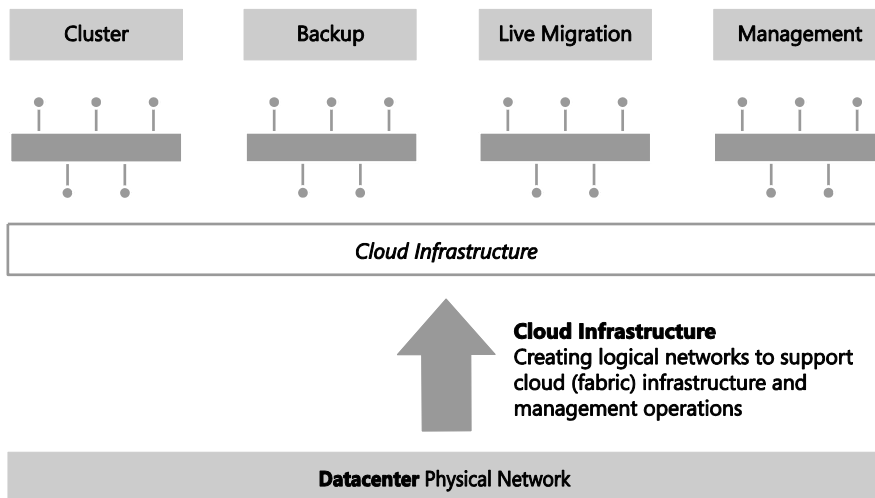 Cluster
Backup
Live Migration
Management
Cloud Infrastructure
Cloud Infrastructure
Creating logical networks to support
cloud (fabric) infrastructure and
management operations
Datacenter Physical Network